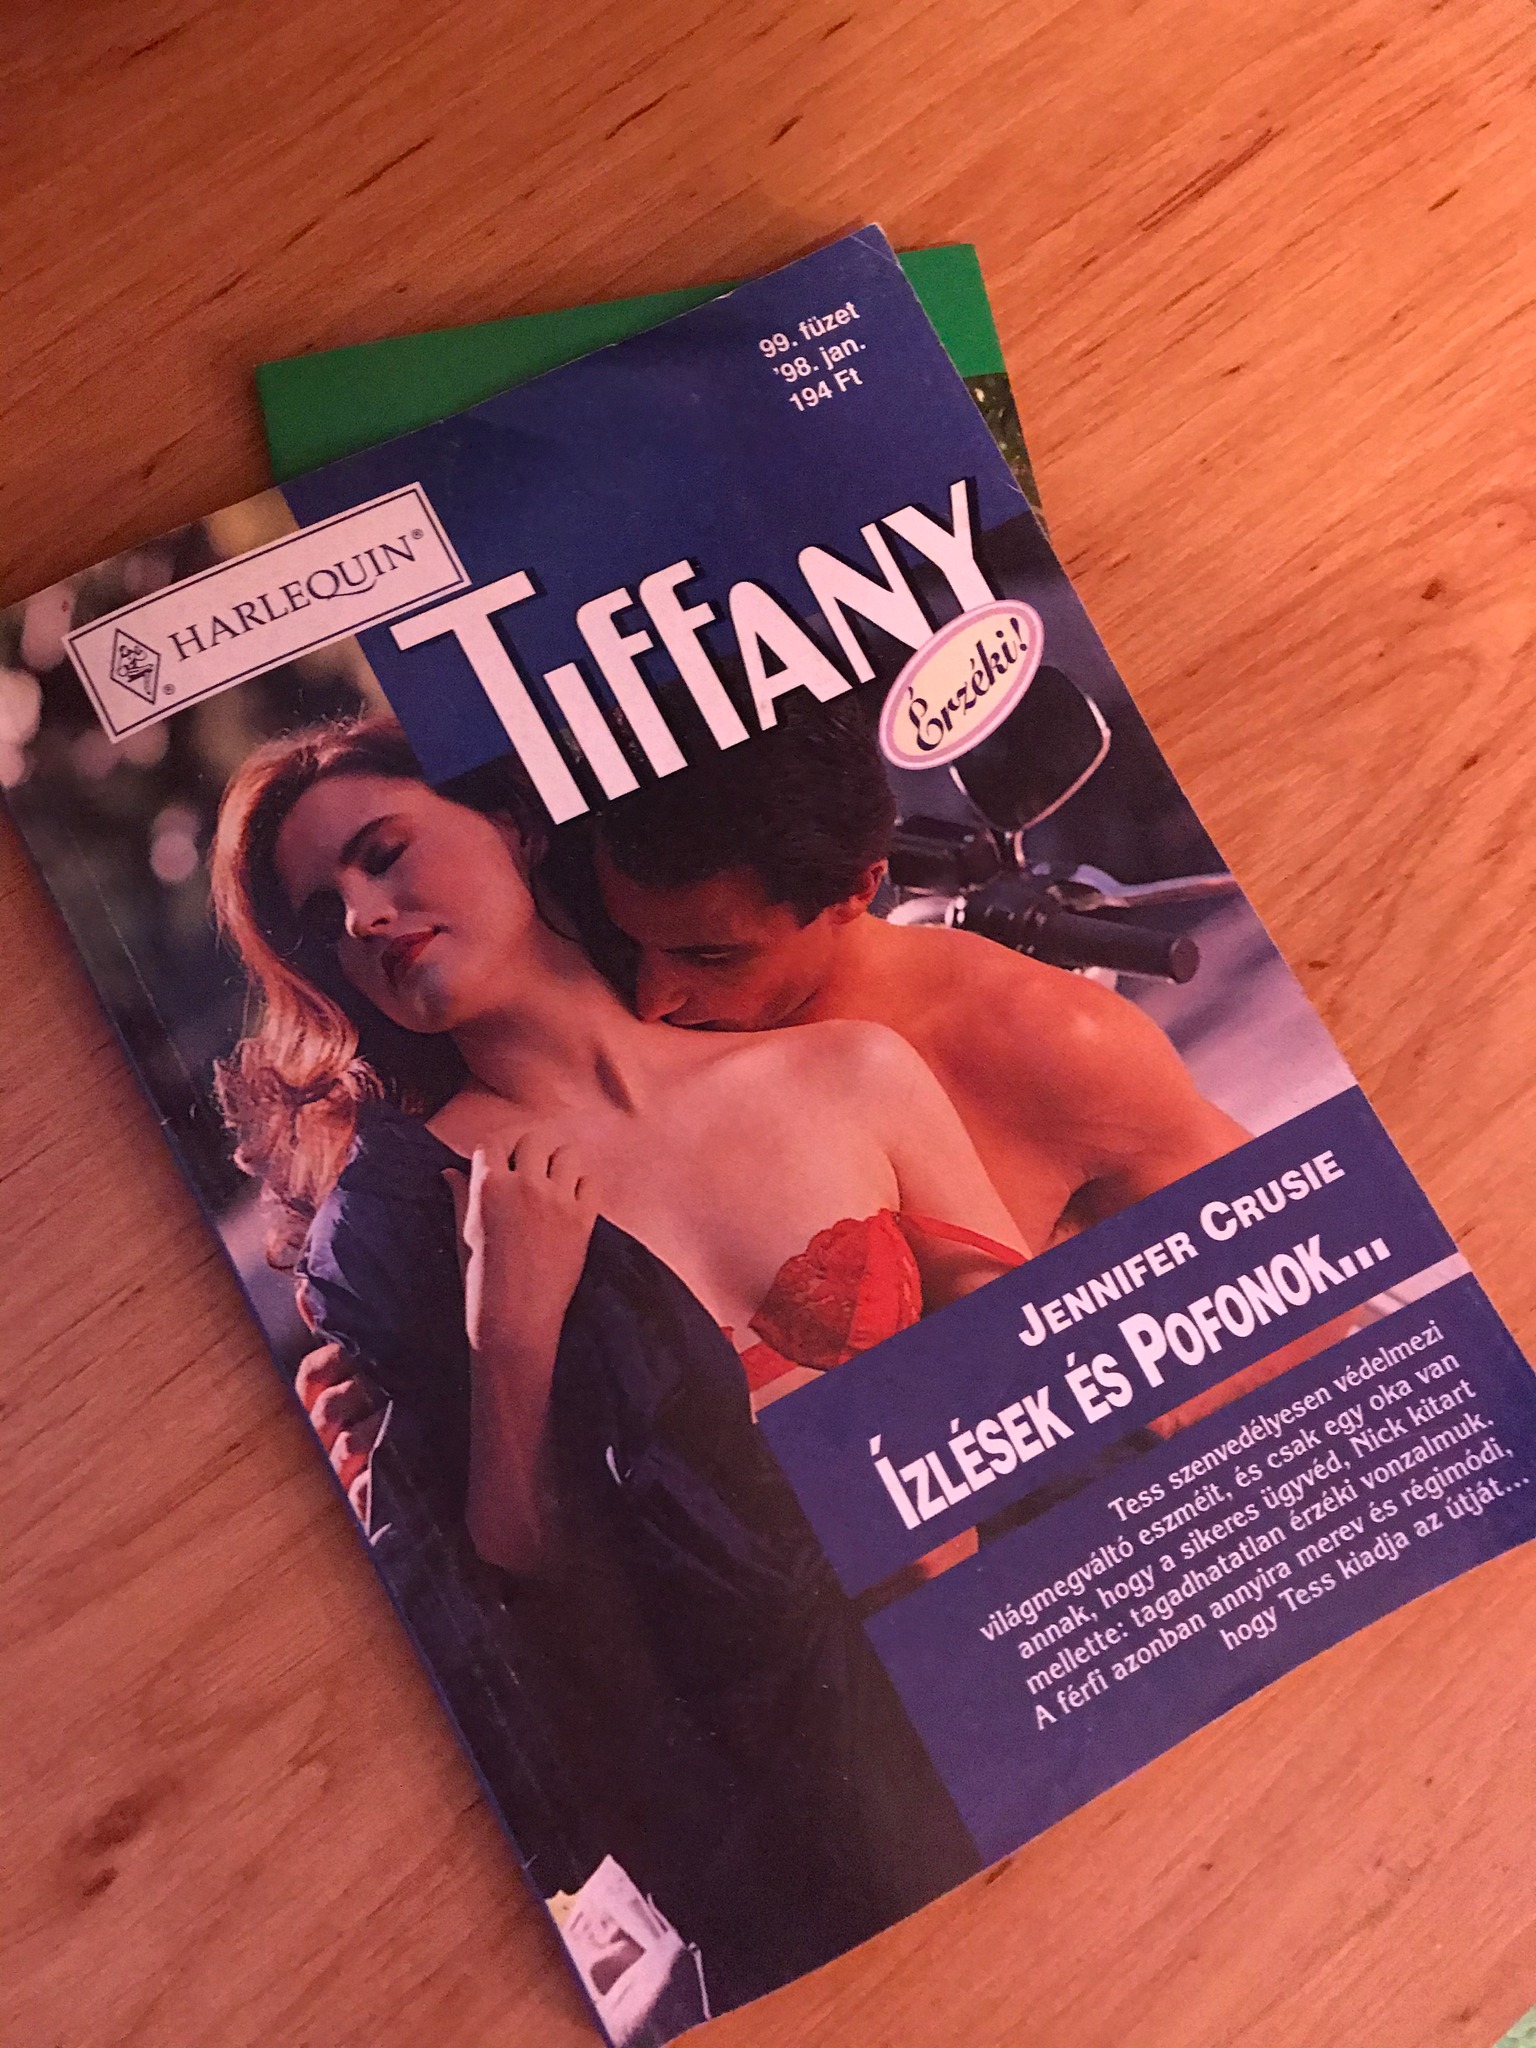 99. füzet
'98. jan.
194 Ft
HARLEQUIN®
®
TIFFANY
Érzéki!
JENNIFER CRUSIE
ÍZLÉSEK ÉS POFONOK...
Tess szenvedélyesen védelmezi
világmegváltó eszméit, és csak egy oka van
annak, hogy a sikeres ügyvéd, Nick kitart
mellette: tagadhatatlan érzéki vonzalmuk.
A férfi azonban annyira merev és régimódi,
hogy Tess kiadja az útját...